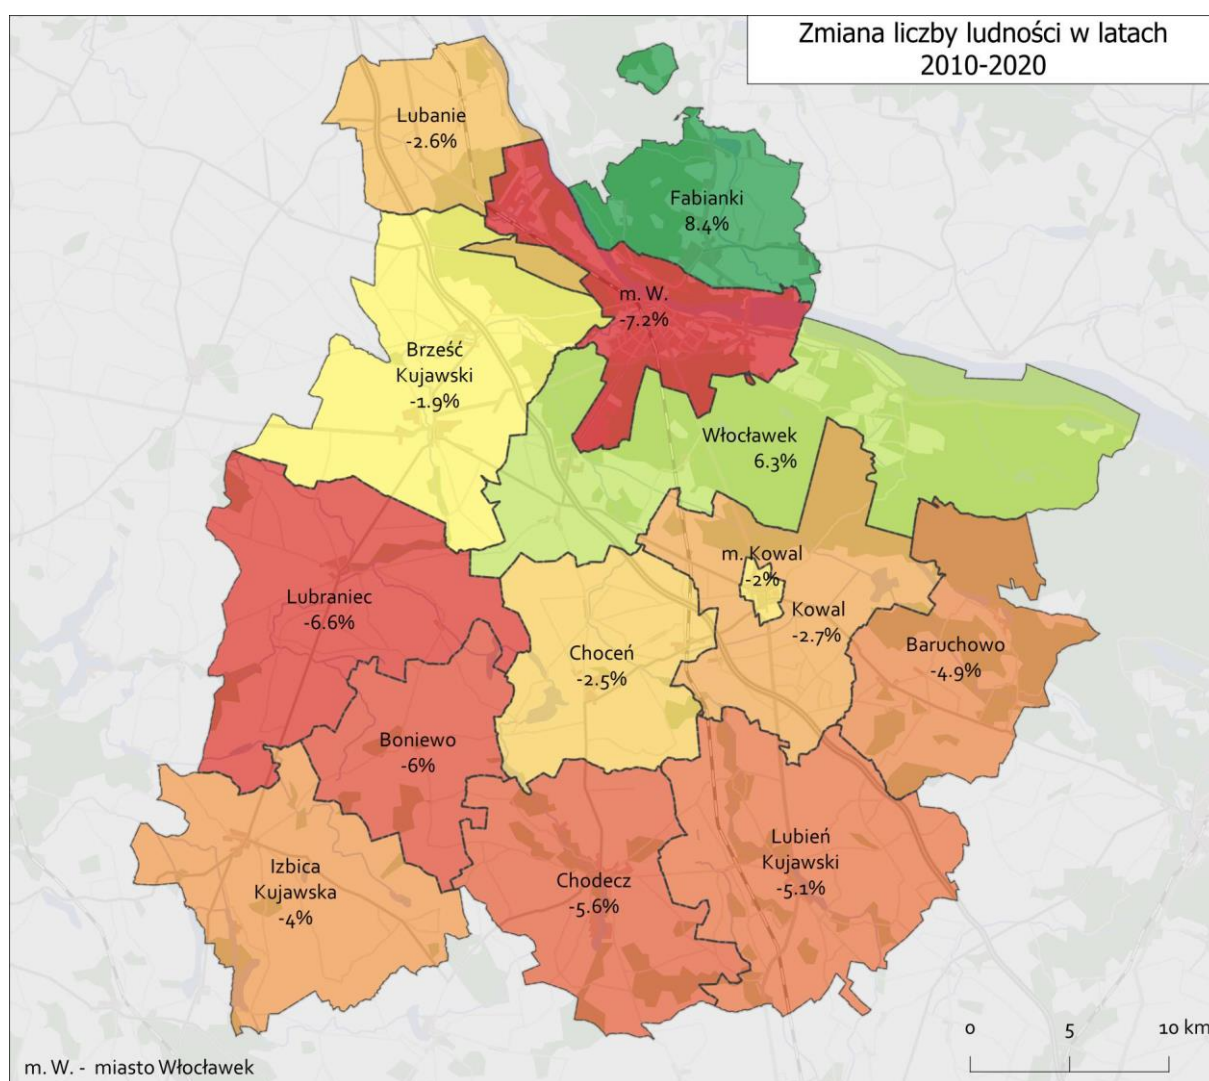 Zmiana liczby ludności w latach
2010-2020
Lubanie
-2.6%
Fabianki
8.4%
m. W.
-7.2%
Brześć
Kujawski
-1.9%
Włocławek
6.3%
m. Kowal
-2%
Kowal
-2.7%
Lubraniec
-6.6%
Choceń
-2.5%
Baruchowo
-4.9%
Boniewo
-6%
Izbica
Kujawska
-4%
Chodecz
-5.6%
Lubień
Kujawski
-5.1%
0 5 10 km
m. W. - miasto Włocławek